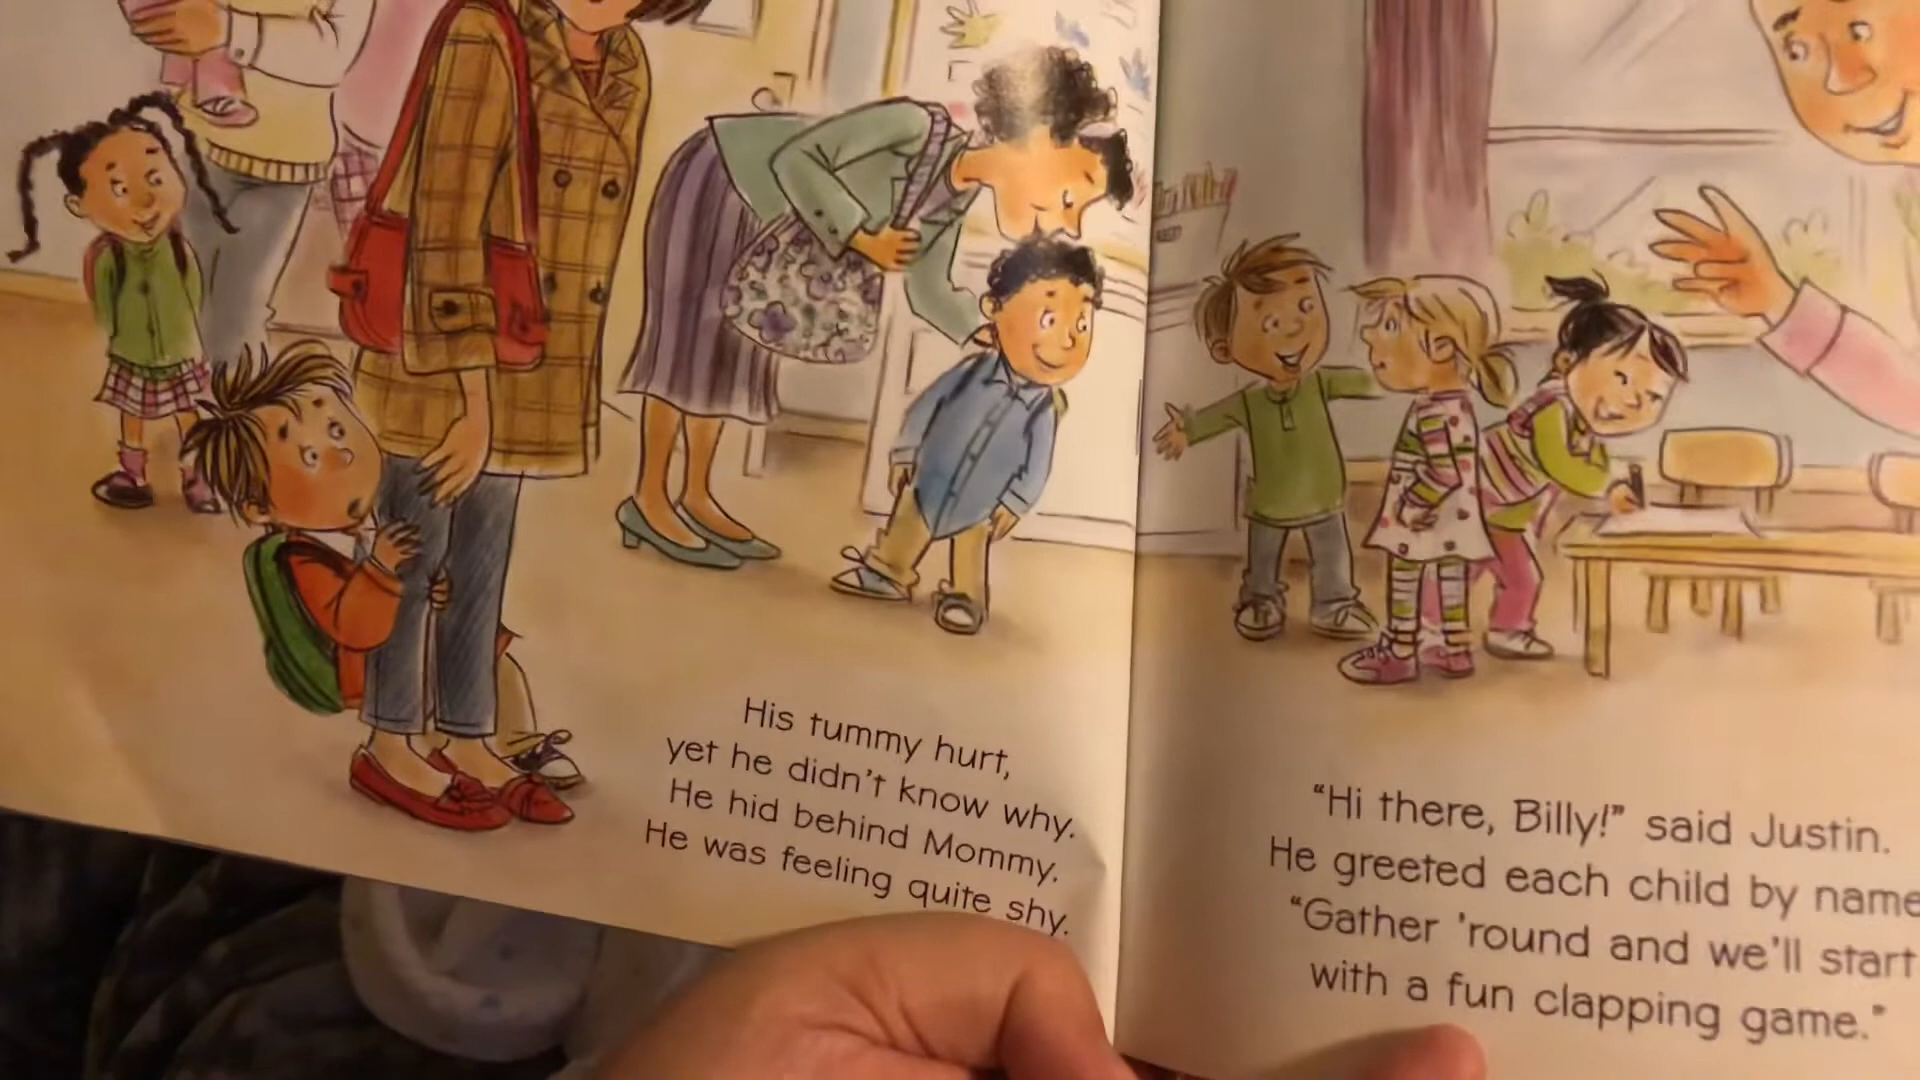 His tummy hurt,
yet he didn't know why.
He hid behind Mommy.
He was feeling quite shy.
"Hi there, Billy!" said Justin.
He greeted each child by name
"Gather 'round and we'll start
with a fun clapping game."